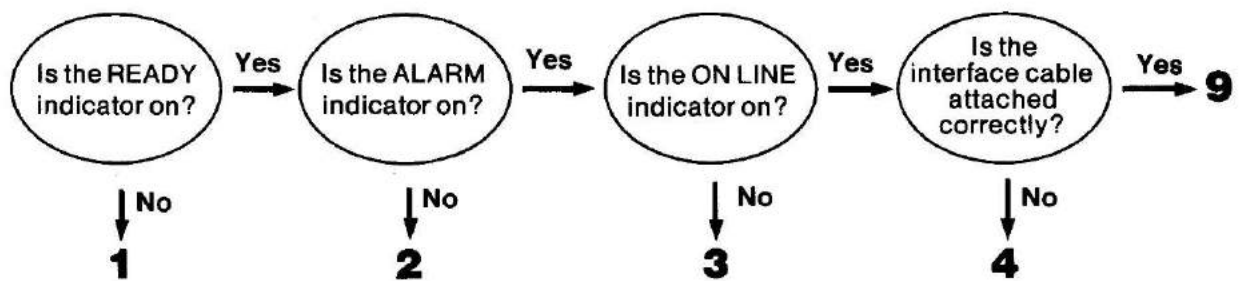 Is the READY
indicator on?
Yes
Is the ALARM
indicator on?
Yes
Is the ON LINE
indicator on?
Yes
Is the
interface cable
attached
correctly?
Yes
9
No
1
No
2
No
3
No
4